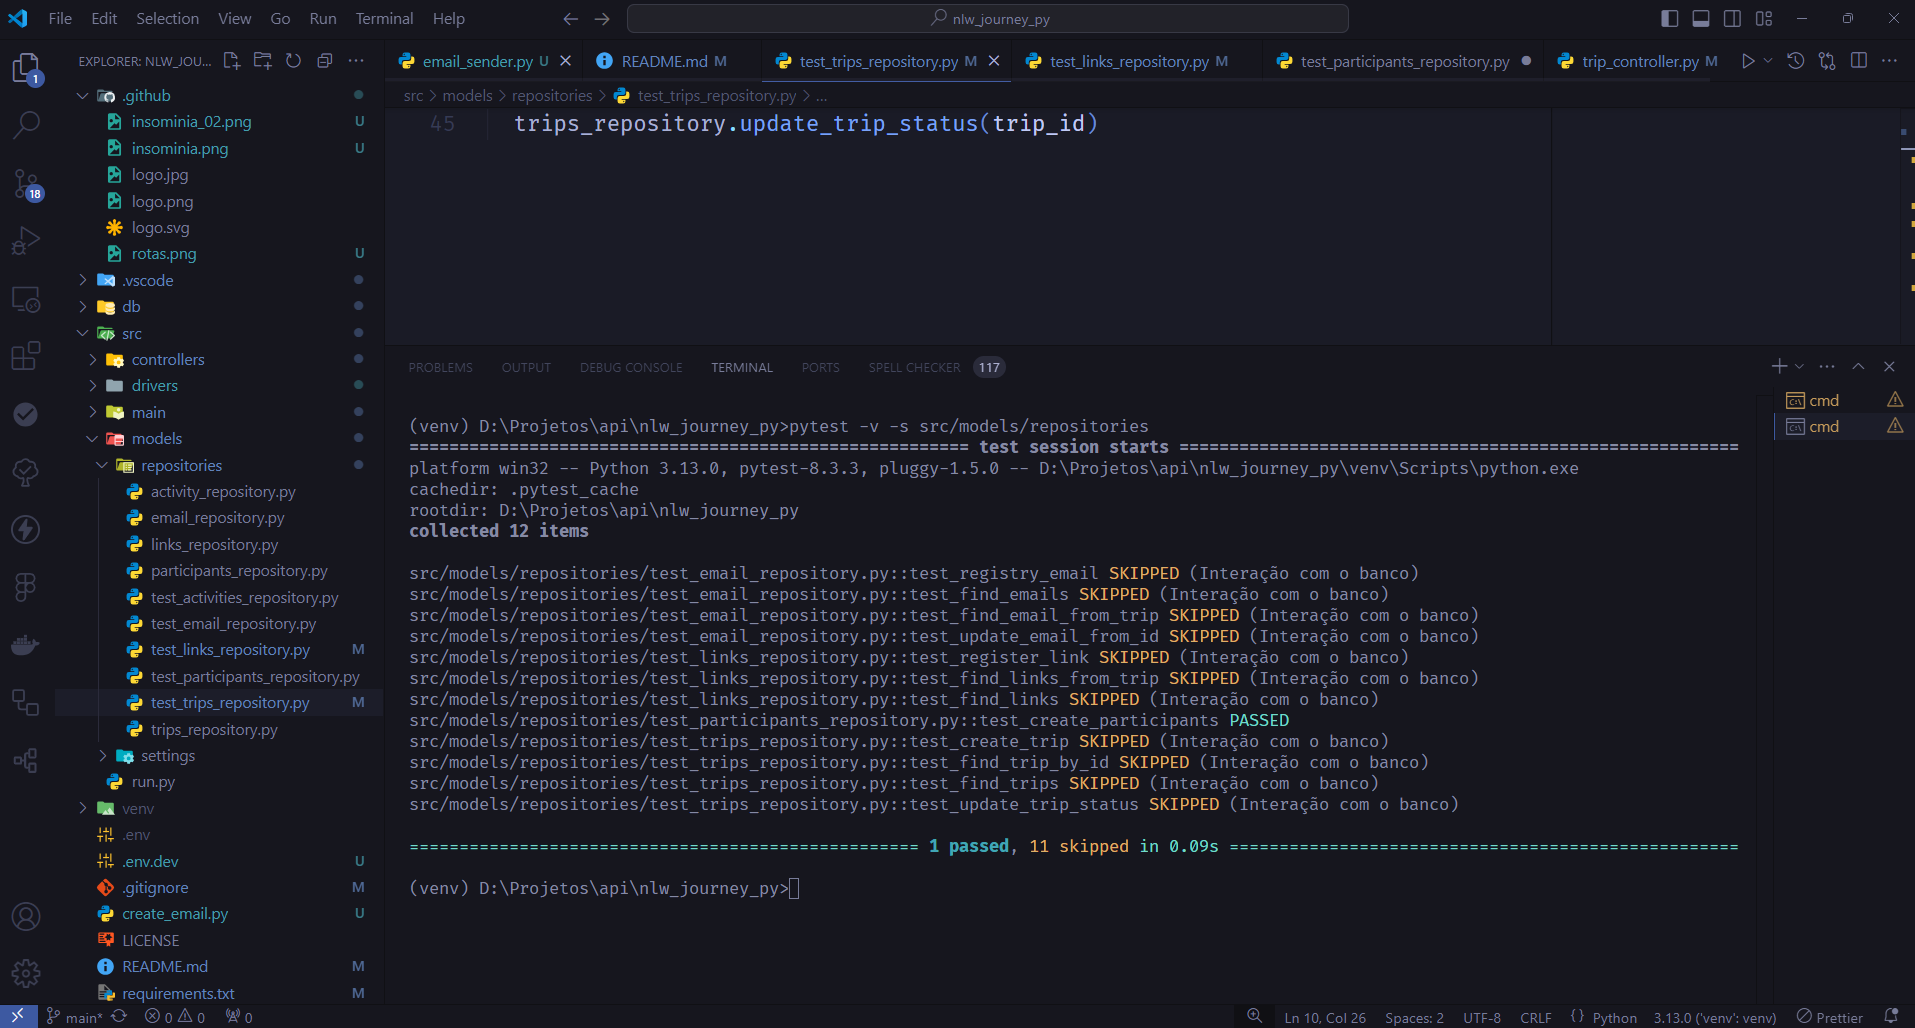 File Edit Selection View Go Run Terminal Help
nlw_journey_py
EXPLORER: NLW_JOU...
email_sender.py U
README.md M
test_trips_repository.py M
test_links_repository.py M
test_participants_repository.py
trip_controller.py M
src > models > repositories > test_trips_repository.py > ...
45 trips_repository.update_trip_status(trip_id)
1
18
.github
insominia_02.png U
insominia.png U
logo.jpg
logo.png
logo.svg
rotas.png U
.vscode
db
src
controllers
drivers
main
models
repositories
activity_repository.py
email_repository.py
links_repository.py
participants_repository.py
test_activities_repository.py
test_email_repository.py
test_links_repository.py M
test_participants_repository.py
test_trips_repository.py M
trips_repository.py
settings
run.py
venv
.env
.env.dev U
.gitignore M
create_email.py U
LICENSE
README.md M
requirements.txt M
PROBLEMS OUTPUT DEBUG CONSOLE TERMINAL PORTS SPELL CHECKER 117
cmd
cmd
(venv) D:\Projetos\api\nlw_journey_py>pytest -v -s src/models/repositories
======================================================== test session starts ========================================================
platform win32 -- Python 3.13.0, pytest-8.3.3, pluggy-1.5.0 -- D:\Projetos\api\nlw_journey_py\venv\Scripts\python.exe
cachedir: .pytest_cache
rootdir: D:\Projetos\api\nlw_journey_py
collected 12 items
src/models/repositories/test_email_repository.py::test_registry_email SKIPPED (Interação com o banco)
src/models/repositories/test_email_repository.py::test_find_emails SKIPPED (Interação com o banco)
src/models/repositories/test_email_repository.py::test_find_email_from_trip SKIPPED (Interação com o banco)
src/models/repositories/test_email_repository.py::test_update_email_from_id SKIPPED (Interação com o banco)
src/models/repositories/test_links_repository.py::test_register_link SKIPPED (Interação com o banco)
src/models/repositories/test_links_repository.py::test_find_links_from_trip SKIPPED (Interação com o banco)
src/models/repositories/test_links_repository.py::test_find_links SKIPPED (Interação com o banco)
src/models/repositories/test_participants_repository.py::test_create_participants PASSED
src/models/repositories/test_trips_repository.py::test_create_trip SKIPPED (Interação com o banco)
src/models/repositories/test_trips_repository.py::test_find_trip_by_id SKIPPED (Interação com o banco)
src/models/repositories/test_trips_repository.py::test_find_trips SKIPPED (Interação com o banco)
src/models/repositories/test_trips_repository.py::test_update_trip_status SKIPPED (Interação com o banco)
=================================================== 1 passed, 11 skipped in 0.09s ===================================================
(venv) D:\Projetos\api\nlw_journey_py>
main* 0 0 0
Ln 10, Col 26 Spaces: 2 UTF-8 CRLF {} Python 3.13.0 ('venv': venv) Prettier